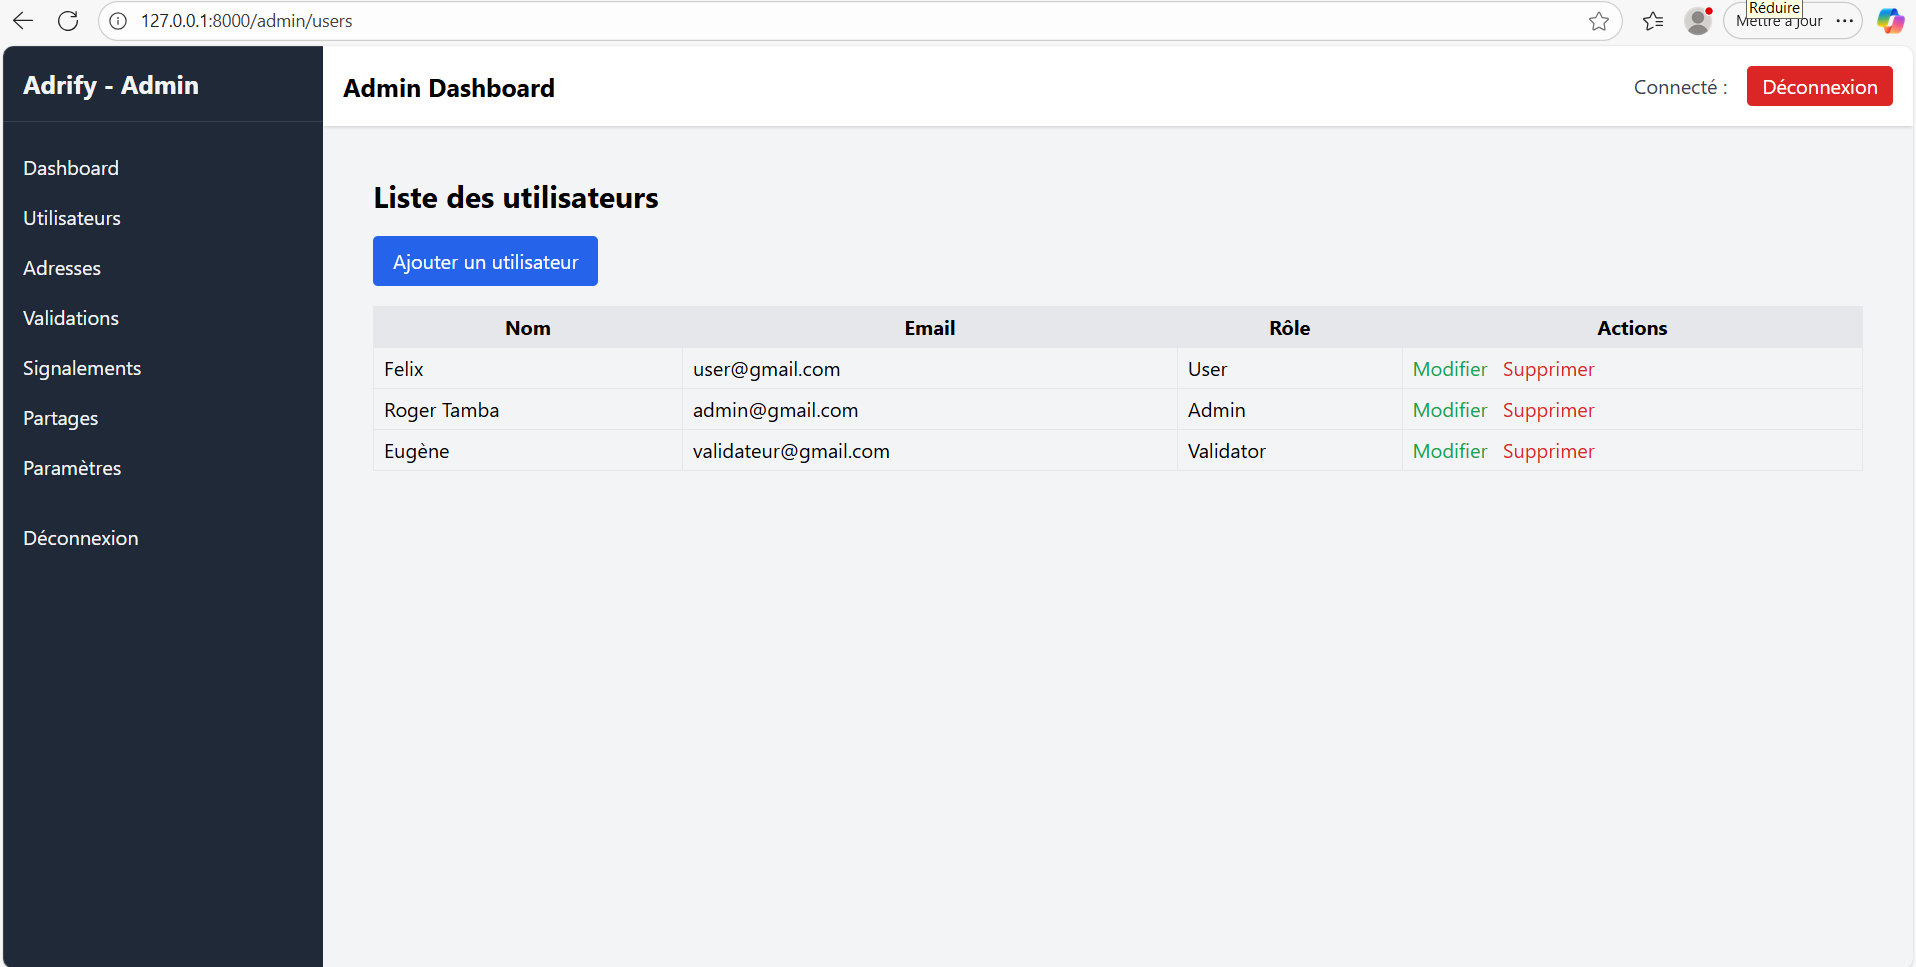 127.0.0.1:8000/admin/users
Réduire
Mettre à jour
Adrify - Admin
Admin Dashboard
Connecté :
Déconnexion
Dashboard
Utilisateurs
Adresses
Validations
Signalements
Partages
Paramètres
Déconnexion
Liste des utilisateurs
Ajouter un utilisateur
Nom Email Rôle Actions
Felix user@gmail.com User Modifier Supprimer
Roger Tamba admin@gmail.com Admin Modifier Supprimer
Eugène validateur@gmail.com Validator Modifier Supprimer